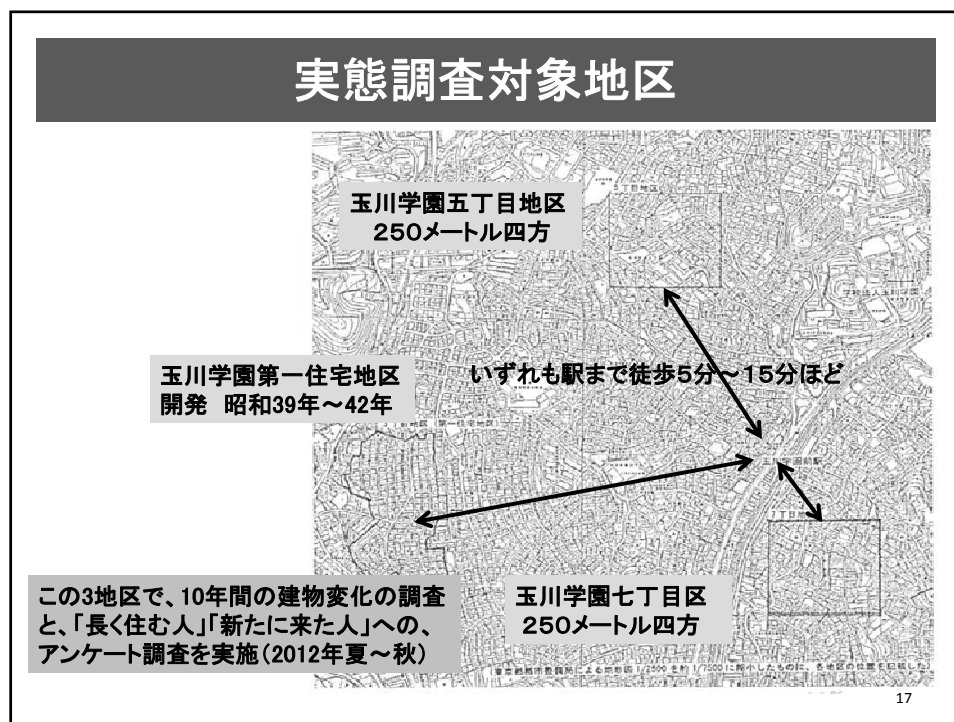 実態調査対象地区
玉川学園五丁目地区
250メートル四方
玉川学園第一住宅地区
開発 昭和39年～42年
いずれも駅まで徒歩5分～15分ほど
玉川学園前駅
この3地区で、10年間の建物変化の調査
と、「長く住む人」「新たに来た人」への、
アンケート調査を実施(2012年夏～秋)
玉川学園七丁目区
250メートル四方
17